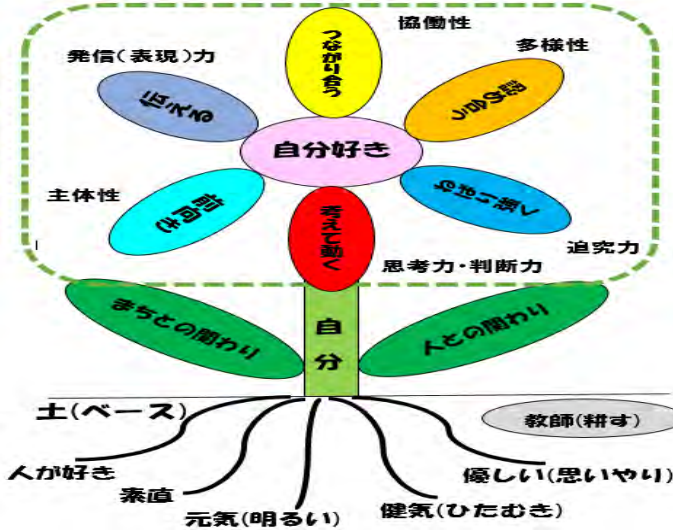 協働性
つながり合う
多様性
認め合う
発信(表現)力
伝える
自分好き
主体性
前向き
考えて動く
ねばり強く
追究力
思考力・判断力
まちとの関わり
自分
人との関わり
土(ベース)
教師(耕す)
人が好き
素直
元気(明るい)
健気(ひたむき)
優しい(思いやり)